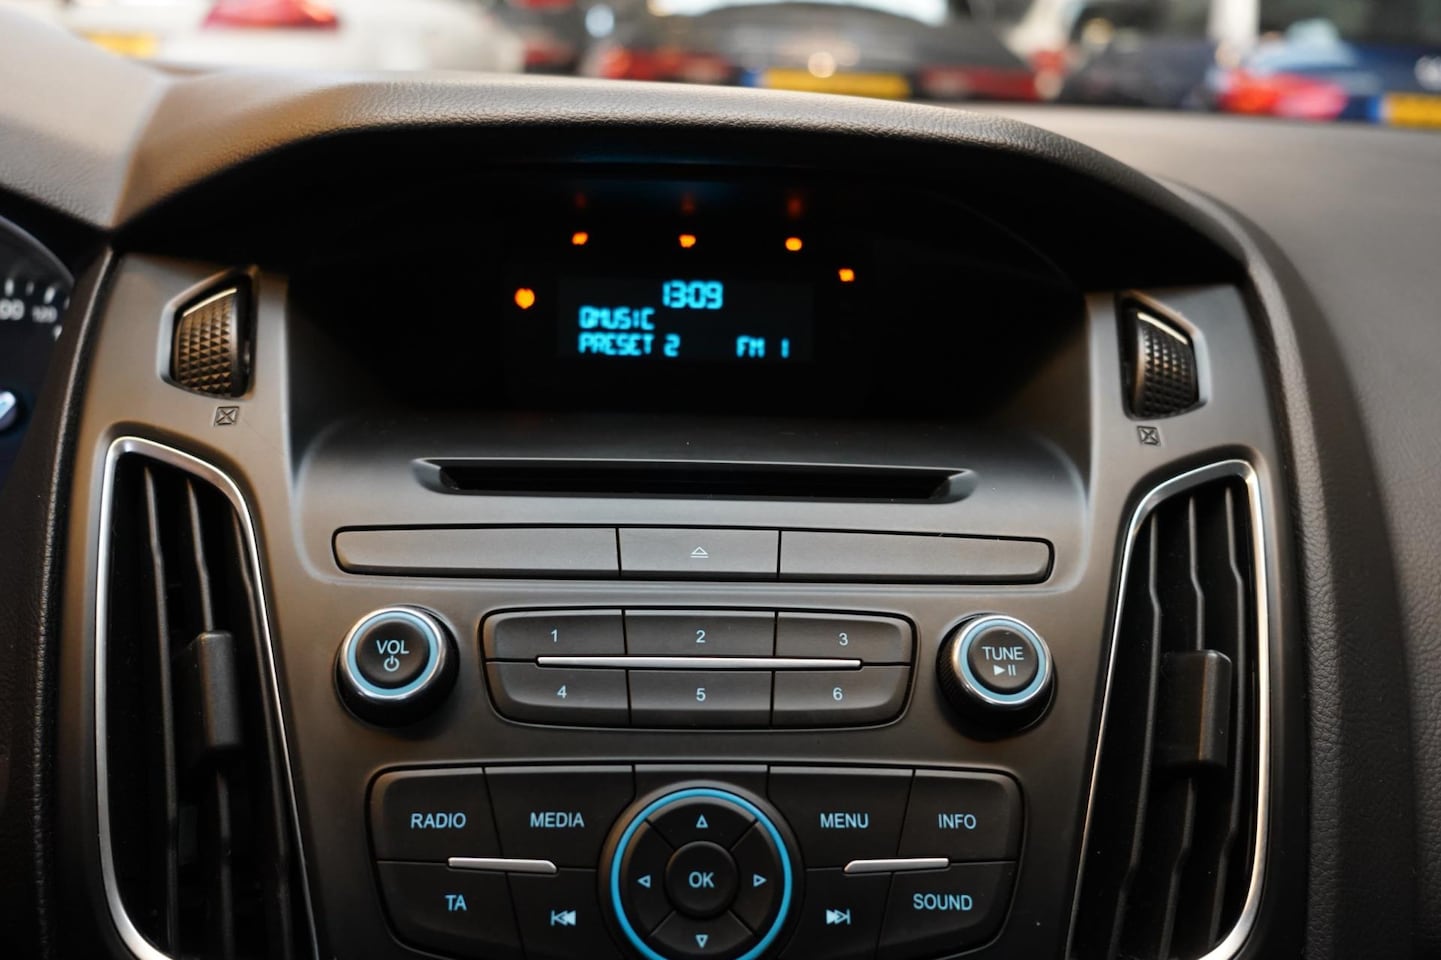 13:09
QMUSIC
PRESET 2 FM 1
1 2 3
VOL TUNE
4 5 6
RADIO MEDIA MENU INFO
OK
TA SOUND